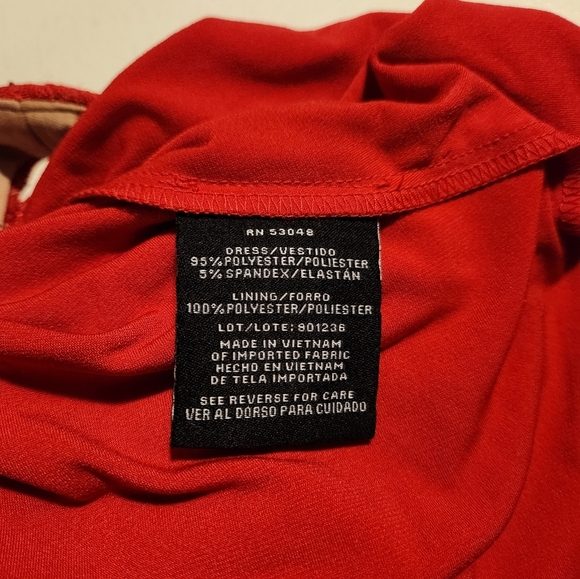 RN 53048
DRESS/VESTIDO
95%POLYESTER/POLIESTER
5%SPANDEX/ELASTÁN
LINING/FORRO
100%POLYESTER/POLIESTER
LOT/LOTE: 901236
MADE IN VIETNAM
OF IMPORTED FABRIC
HECHO EN VIETNAM
DE TELA IMPORTADA
SEE REVERSE FOR CARE
VER AL DORSO PARA CUIDADO